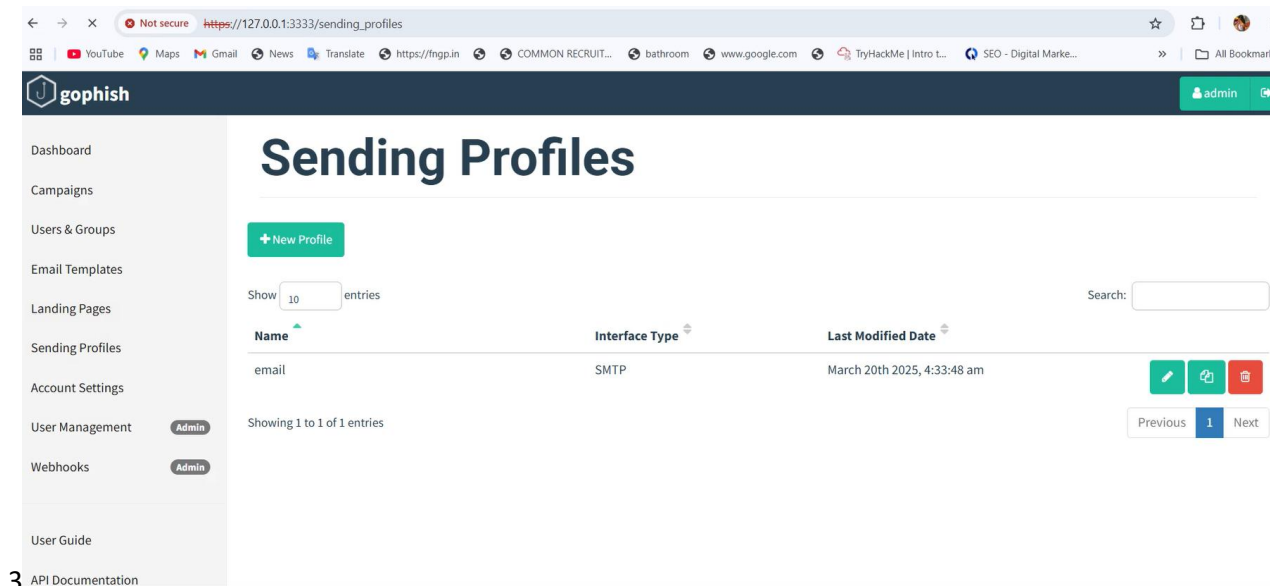 Not secure https://127.0.0.1:3333/sending_profiles
YouTube Maps Gmail News Translate https://fngp.in COMMON RECRUIT... bathroom www.google.com TryHackMe | Intro t... SEO - Digital Marke... » All Bookmar
gophish
admin
Dashboard
Campaigns
Users & Groups
Email Templates
Landing Pages
Sending Profiles
Account Settings
User Management Admin
Webhooks Admin
User Guide
API Documentation
Sending Profiles
+ New Profile
Show 10 entries
Search:
Name Interface Type Last Modified Date
email SMTP March 20th 2025, 4:33:48 am
Showing 1 to 1 of 1 entries
Previous 1 Next
3